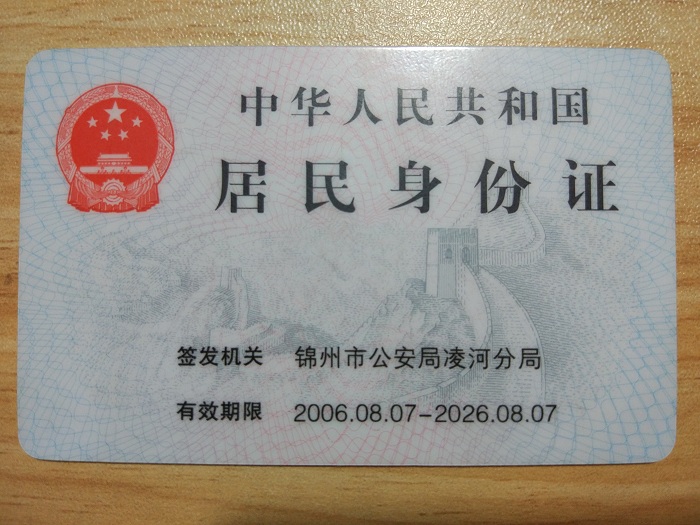 中华人民共和国
居民身份证
签发机关 锦州市公安局凌河分局
有效期限 2006.08.07-2026.08.07